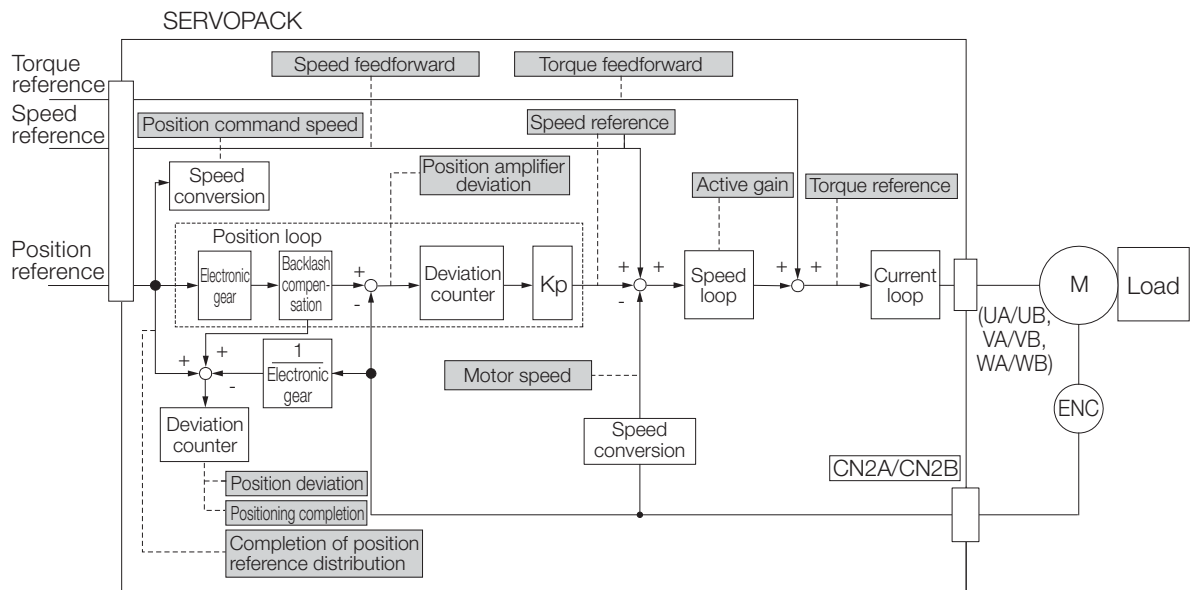 SERVOPACK
Torque
reference
Speed feedforward
Torque feedforward
Speed
reference
Position command speed
Speed reference
Speed
conversion
Position amplifier
deviation
Active gain
Torque reference
Position
reference
Position loop
Electronic
gear
Backlash
compen-
sation
+
-
Deviation
counter
Kp
+
+
-
Speed
loop
+
+
Current
loop
M
Load
(UA/UB,
VA/VB,
WA/WB)
+
+
-
1
Electronic
gear
Motor speed
ENC
Deviation
counter
Speed
conversion
CN2A/CN2B
Position deviation
Positioning completion
Completion of position
reference distribution